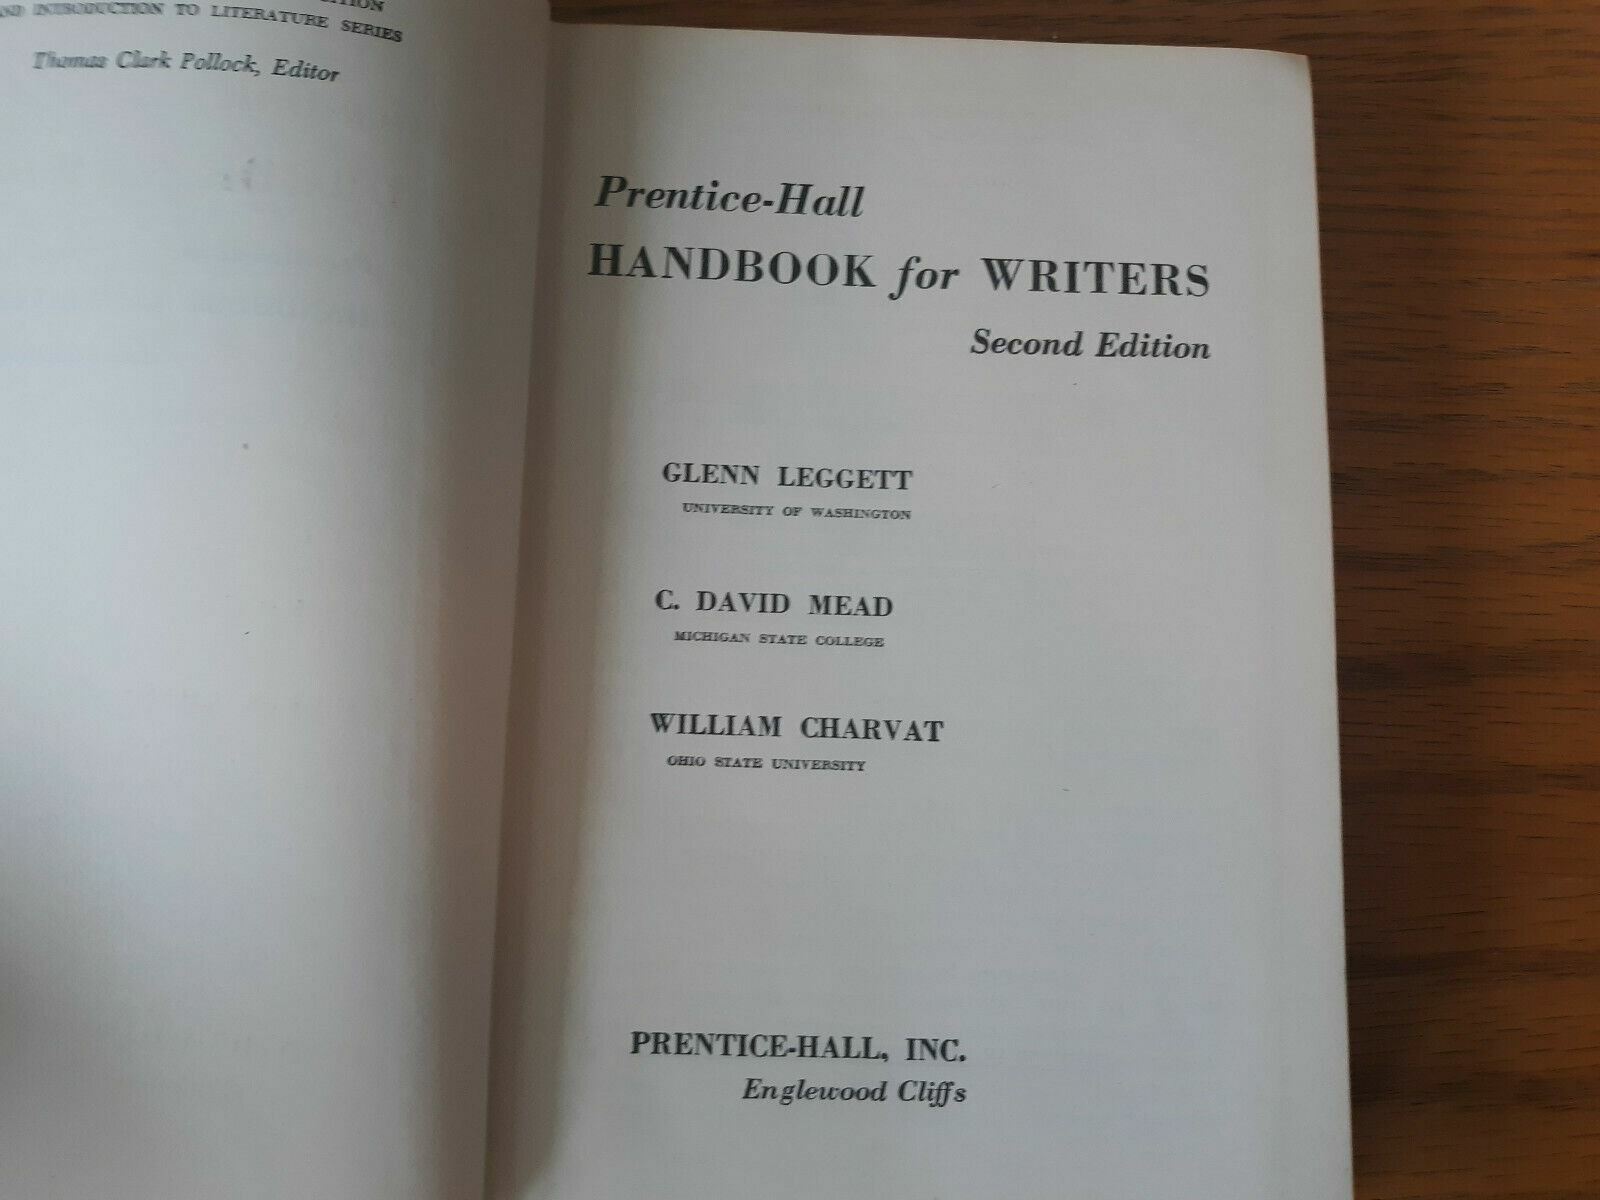 INTRODUCTION TO LITERATURE SERIES
Thomas Clark Pollock, Editor
Prentice-Hall
HANDBOOK for WRITERS
Second Edition
GLENN LEGGETT
UNIVERSITY OF WASHINGTON
C. DAVID MEAD
MICHIGAN STATE COLLEGE
WILLIAM CHARVAT
OHIO STATE UNIVERSITY
PRENTICE-HALL, INC.
Englewood Cliffs